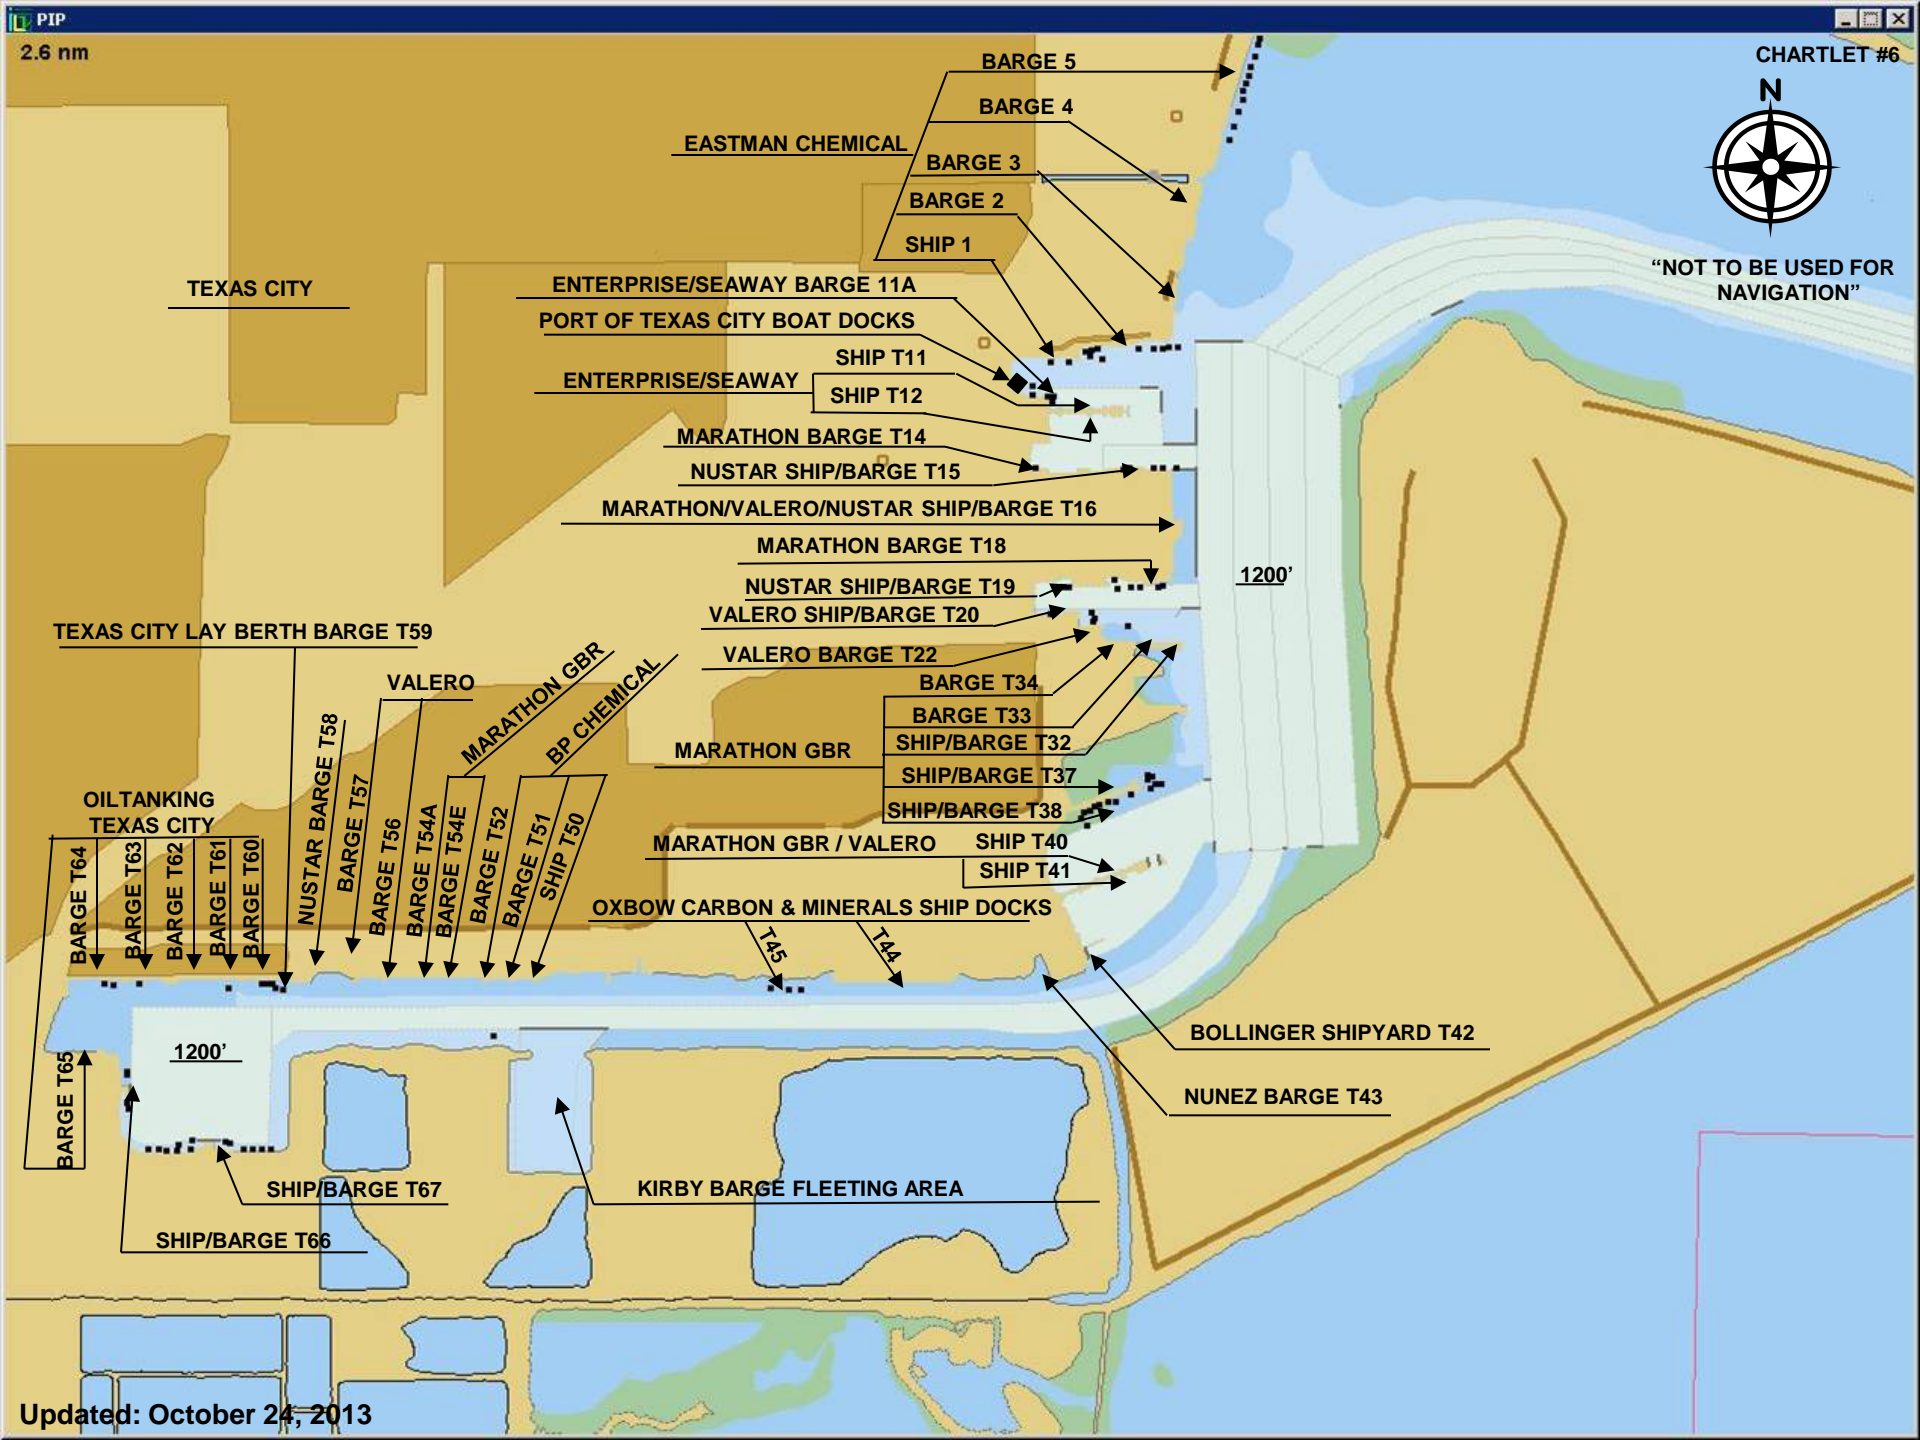 PIP
2.6 nm
CHARTLET #6
N
“NOT TO BE USED FOR
NAVIGATION”
BARGE 5
BARGE 4
EASTMAN CHEMICAL
BARGE 3
BARGE 2
SHIP 1
TEXAS CITY
ENTERPRISE/SEAWAY BARGE 11A
PORT OF TEXAS CITY BOAT DOCKS
SHIP T11
ENTERPRISE/SEAWAY
SHIP T12
MARATHON BARGE T14
NUSTAR SHIP/BARGE T15
MARATHON/VALERO/NUSTAR SHIP/BARGE T16
MARATHON BARGE T18
1200’
NUSTAR SHIP/BARGE T19
VALERO SHIP/BARGE T20
TEXAS CITY LAY BERTH BARGE T59
VALERO BARGE T22
VALERO
MARATHON GBR
BP CHEMICAL
BARGE T34
BARGE T33
SHIP/BARGE T32
MARATHON GBR
SHIP/BARGE T37
SHIP/BARGE T38
OILTANKING
TEXAS CITY
MARATHON GBR / VALERO
SHIP T40
SHIP T41
BARGE T64
BARGE T63
BARGE T62
BARGE T61
BARGE T60
NUSTAR BARGE T58
BARGE T57
BARGE T56
BARGE T54A
BARGE T54E
BARGE T52
BARGE T51
SHIP T50
OXBOW CARBON & MINERALS SHIP DOCKS
T45
T44
BOLLINGER SHIPYARD T42
1200’
BARGE T65
NUNEZ BARGE T43
SHIP/BARGE T67
KIRBY BARGE FLEETING AREA
SHIP/BARGE T66
Updated: October 24, 2013